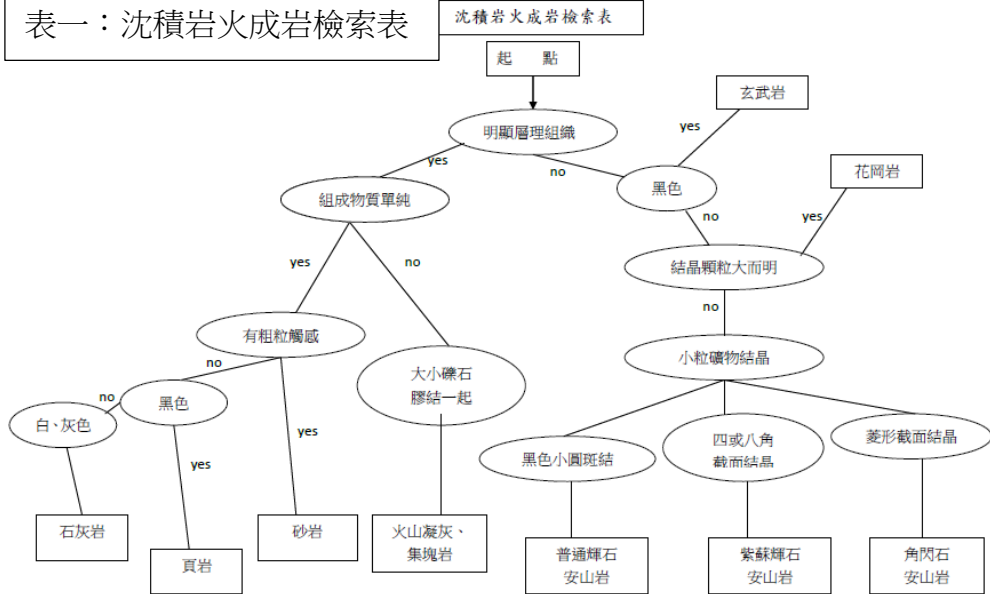 表一：沈積岩火成岩檢索表
沈積岩火成岩檢索表
起 點
玄武岩
明顯層理組織
yes
yes
no
花岡岩
組成物質單純
黑色
no
yes
yes
no
結晶顆粒大而明
no
有粗粒觸感
小粒礦物結晶
no
大小礫石
膠結一起
no
黑色
白、灰色
yes
yes
黑色小圓斑結
四或八角
截面結晶
菱形截面結晶
石灰岩
砂岩
火山凝灰、
集塊岩
頁岩
普通輝石
安山岩
紫蘇輝石
安山岩
角閃石
安山岩